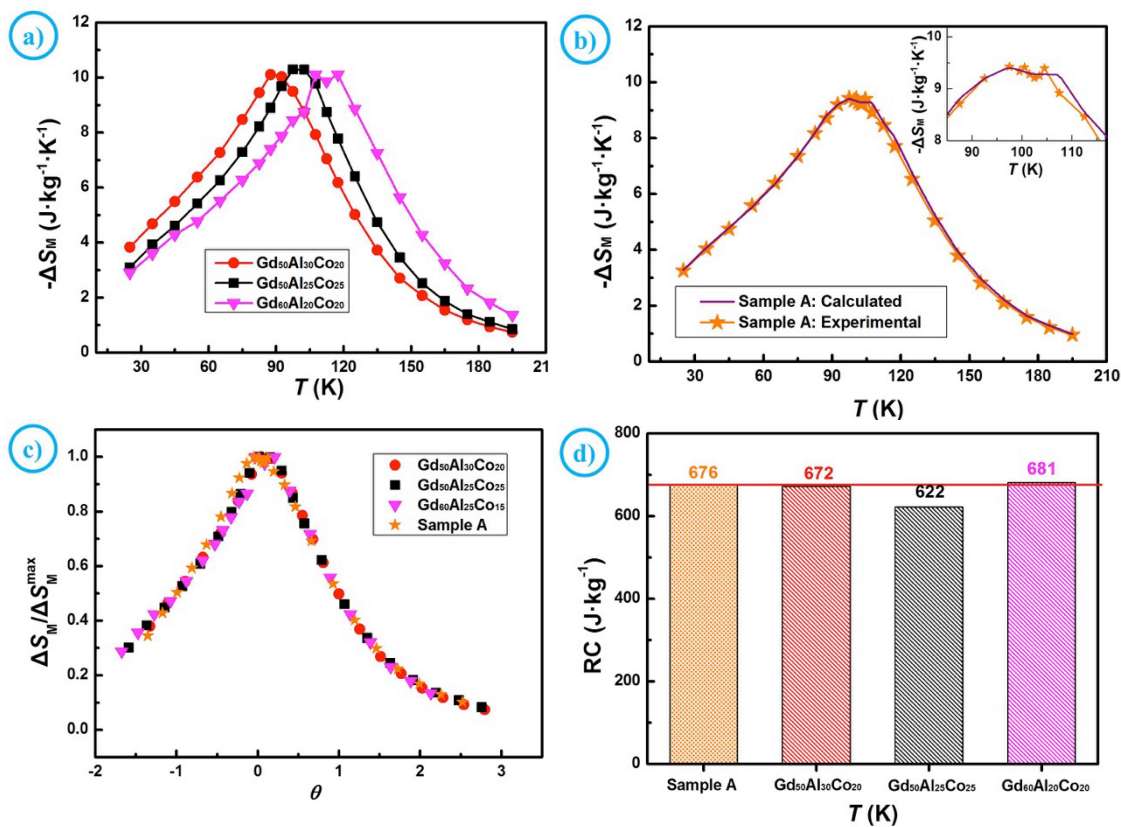 a)
-ΔSM (J·kg⁻¹·K⁻¹)
12
10
8
6
4
2
0
Gd50Al30Co20
Gd50Al25Co25
Gd60Al20Co20
30 60 90 120 150 180 21
T (K)
b)
-ΔSM (J·kg⁻¹·K⁻¹)
12
10
8
6
4
2
0
-ΔSM (J·kg⁻¹·K⁻¹)
10
9
8
90 100 110
T (K)
Sample A: Calculated
Sample A: Experimental
30 60 90 120 150 180 210
T (K)
c)
ΔSM/ΔSM^max
1.0
0.8
0.6
0.4
0.2
0.0
Gd50Al30Co20
Gd50Al25Co25
Gd60Al25Co15
Sample A
-2 -1 0 1 2 3
θ
d)
RC (J·kg⁻¹)
800
600
400
200
0
676 672 622 681
Sample A Gd50Al30Co20 Gd50Al25Co25 Gd60Al20Co20
T (K)